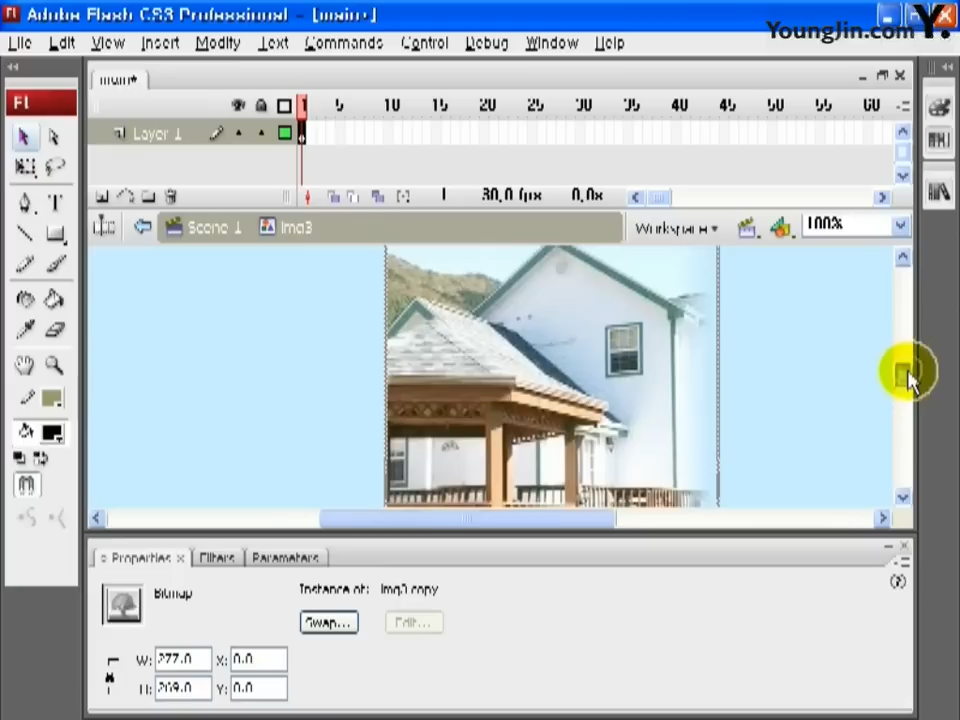 Adobe Flash CS3 Professional - [main*]
YoungJin.com Y.
File Edit View Insert Modify Text Commands Control Debug Window Help
main*
Fl
1 5 10 15 20 25 30 35 40 45 50 55 60
Layer 1
1 30.0 fps 0.0s
Scene 1 Img3 Workspace 100%
Properties x Filters Parameters
Bitmap Instance of: img3 copy
Swap... Edit...
W: 277.0 X: 0.0
H: 269.0 Y: 0.0